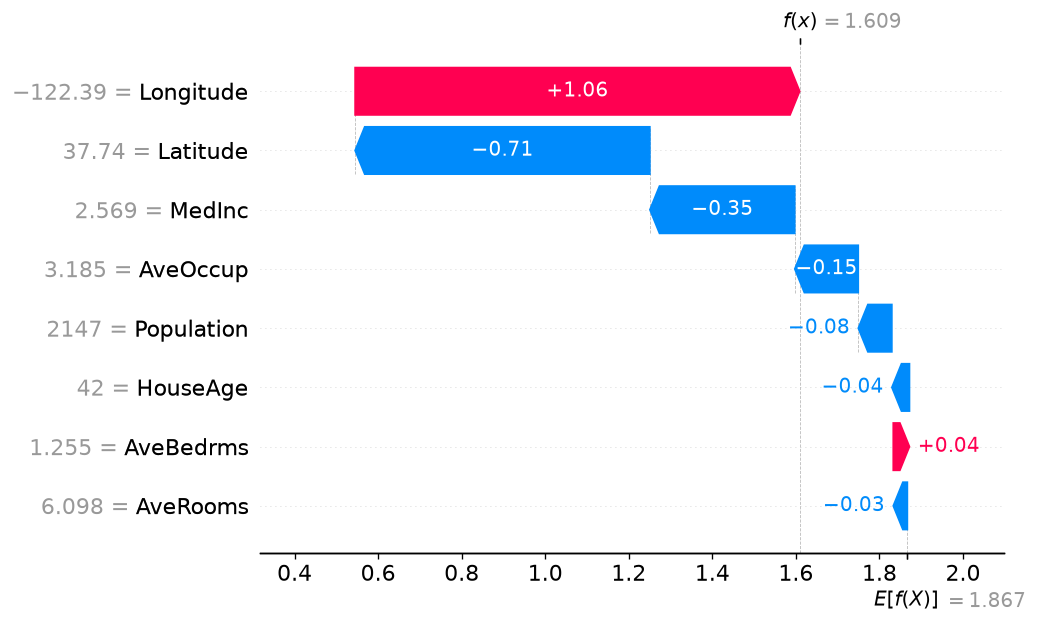 f(x) = 1.609
−122.39 = Longitude +1.06
37.74 = Latitude −0.71
2.569 = MedInc −0.35
3.185 = AveOccup −0.15
2147 = Population −0.08
42 = HouseAge −0.04
1.255 = AveBedrms +0.04
6.098 = AveRooms −0.03
0.4 0.6 0.8 1.0 1.2 1.4 1.6 1.8 2.0
E[f(X)] = 1.867